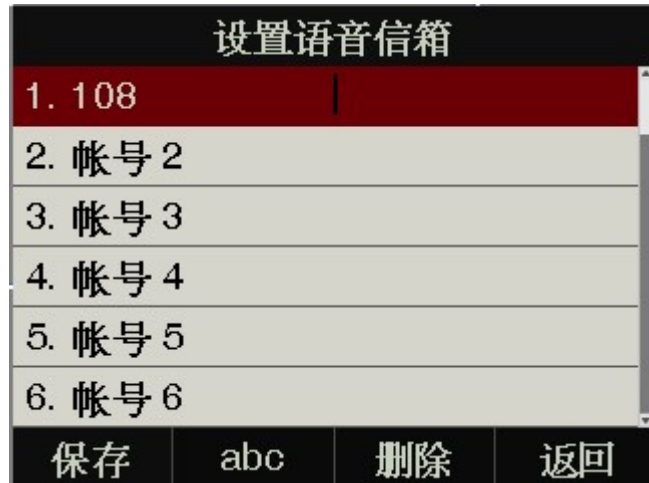 设置语音信箱
1. 108
2. 帐号 2
3. 帐号 3
4. 帐号 4
5. 帐号 5
6. 帐号 6
保存 abc 删除 返回